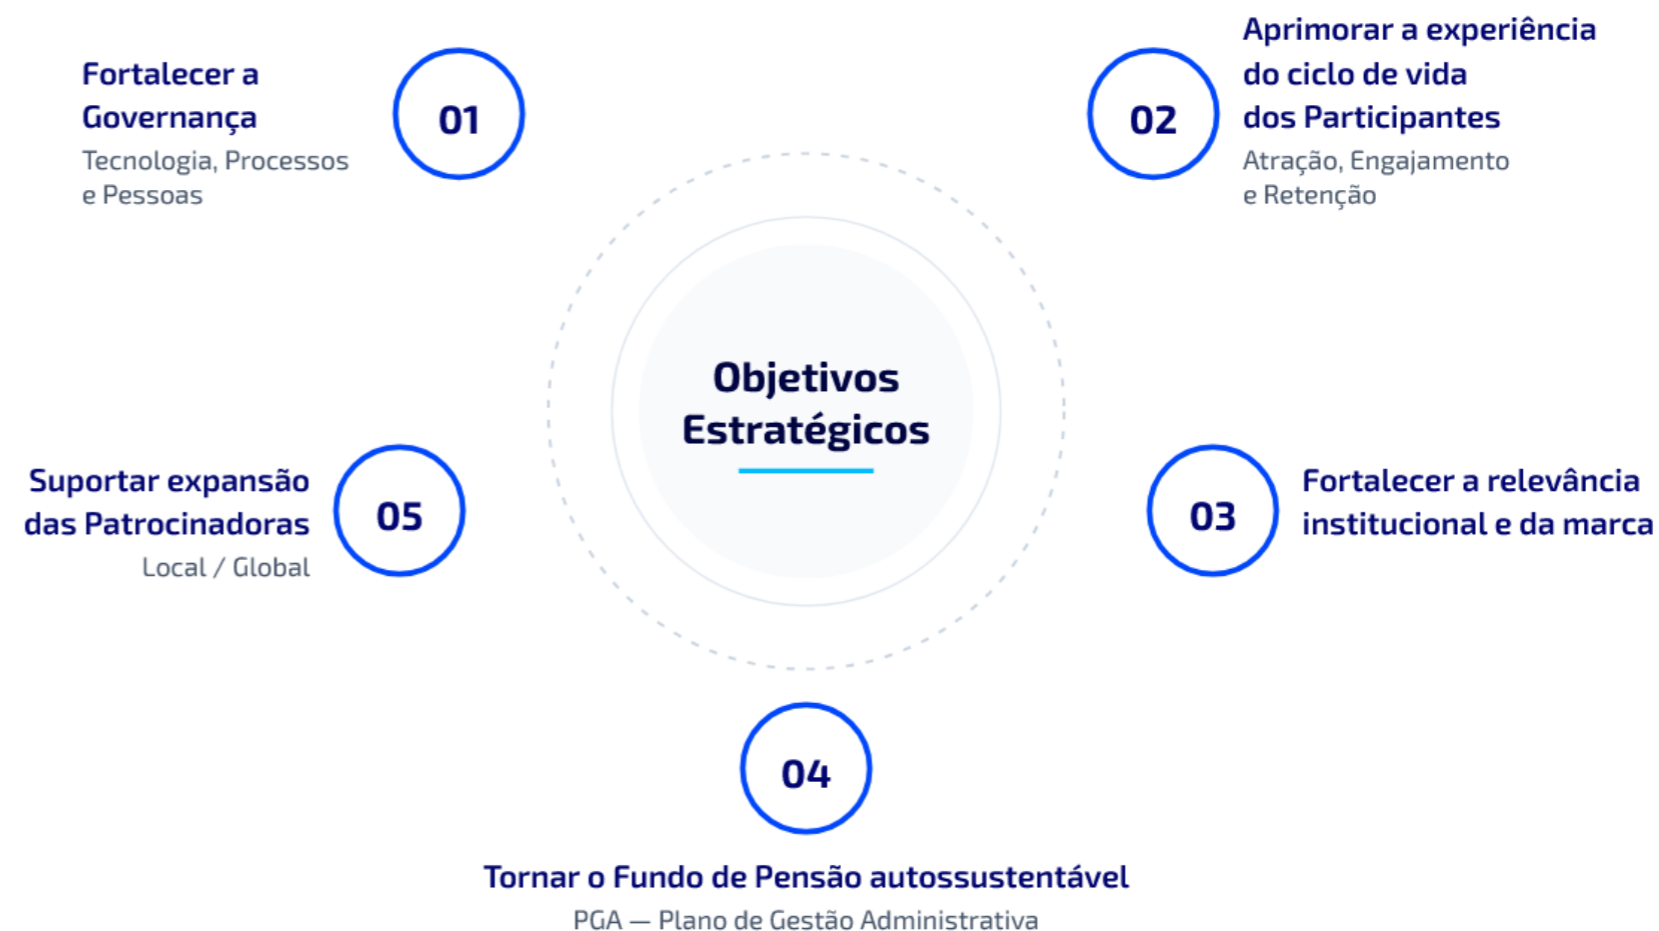 Objetivos
Estratégicos
01
Fortalecer a
Governança
Tecnologia, Processos
e Pessoas
02
Aprimorar a experiência
do ciclo de vida
dos Participantes
Atração, Engajamento
e Retenção
03
Fortalecer a relevância
institucional e da marca
04
Tornar o Fundo de Pensão autossustentável
PGA — Plano de Gestão Administrativa
05
Suportar expansão
das Patrocinadoras
Local / Global